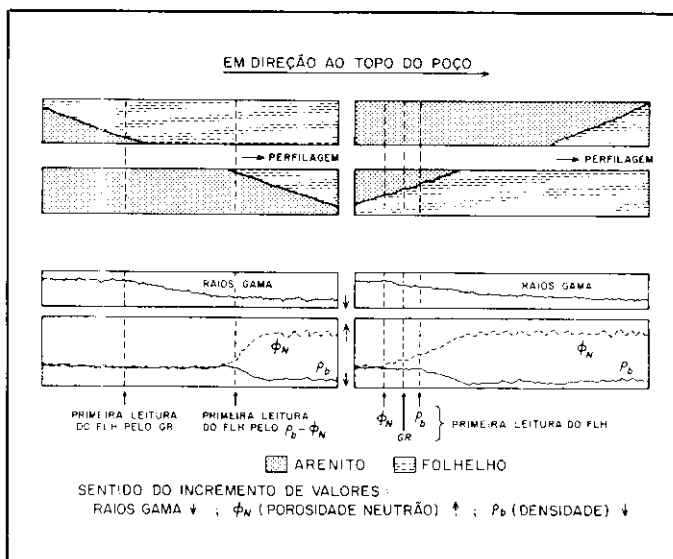 EM DIREÇÃO AO TOPO DO POÇO
PERFILAGEM
PERFILAGEM
RAIOS GAMA
RAIOS GAMA
ϕN
ρb
ϕN
ρb
PRIMEIRA LEITURA
DO FLH PELO GR
PRIMEIRA LEITURA
DO FLH PELO ρb-ϕN
ϕN
GR
ρb
PRIMEIRA LEITURA DO FLH
ARENITO
FOLHELHO
SENTIDO DO INCREMENTO DE VALORES:
RAIOS GAMA ↓ ; ϕN (POROSIDADE NEUTRÃO) ↑ ; ρb (DENSIDADE) ↓